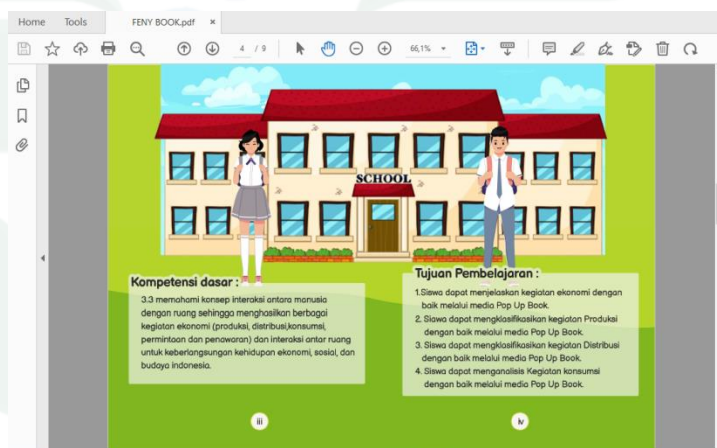 Home Tools FENY BOOK.pdf ×
4 / 9 66,1%
SCHOOL
Kompetensi dasar :
3.3 memahami konsep interaksi antara manusia
dengan ruang sehingga menghasilkan berbagai
kegiatan ekonomi (produksi, distribusi,konsumsi,
permintaan dan penawaran) dan interaksi antar ruang
untuk keberlangsungan kehidupan ekonomi, sosial, dan
budaya indonesia.
iii
Tujuan Pembelajaran :
1.Siswa dapat menjelaskan kegiatan ekonomi dengan
baik melalui media Pop Up Book.
2. Siswa dapat mengklasifikasikan kegiatan Produksi
dengan baik melalui media Pop Up Book.
3. Siswa dapat mengklasifikasikan kegiatan Distribusi
dengan baik melalui media Pop Up Book.
4. Siswa dapat menganalisis Kegiatan konsumsi
dengan baik melalui media Pop Up Book.
iv